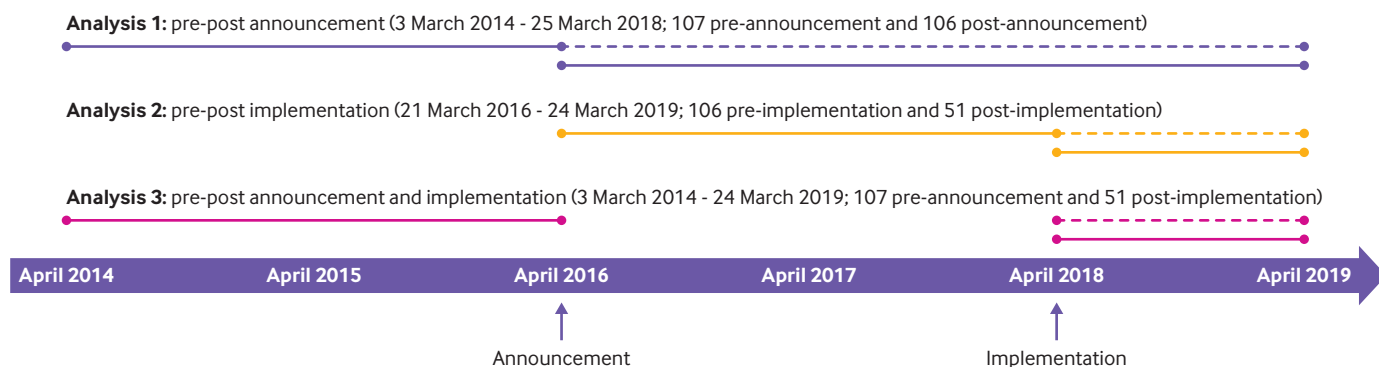 Analysis 1: pre-post announcement (3 March 2014 - 25 March 2018; 107 pre-announcement and 106 post-announcement)
Analysis 2: pre-post implementation (21 March 2016 - 24 March 2019; 106 pre-implementation and 51 post-implementation)
Analysis 3: pre-post announcement and implementation (3 March 2014 - 24 March 2019; 107 pre-announcement and 51 post-implementation)
April 2014 April 2015 April 2016 April 2017 April 2018 April 2019
Announcement Implementation